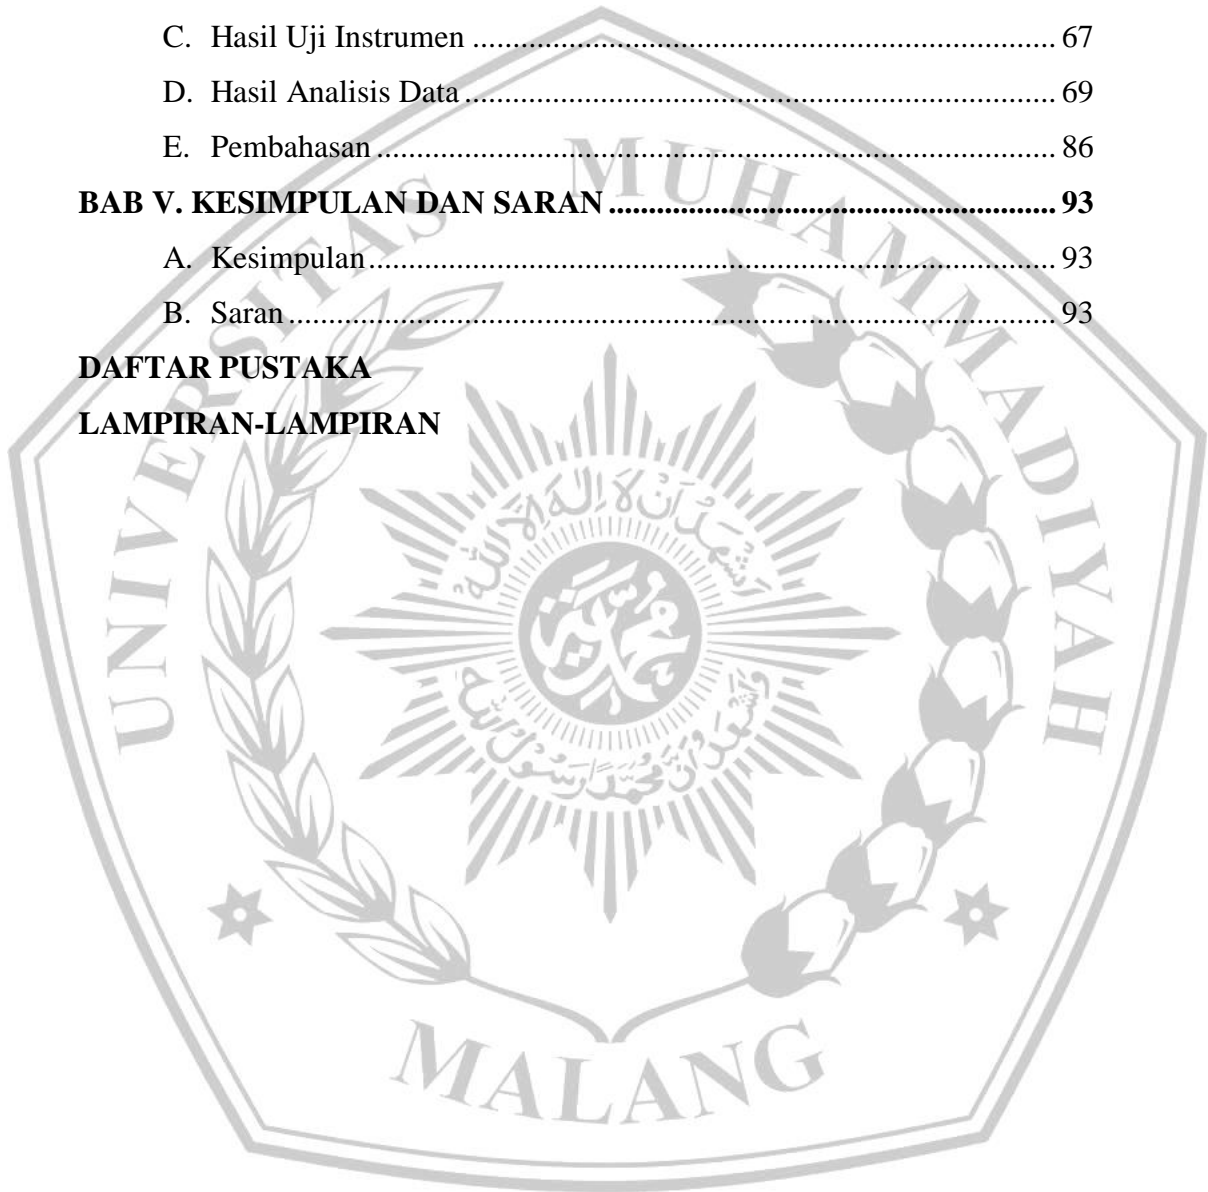 C. Hasil Uji Instrumen ........................................................................ 67
D. Hasil Analisis Data ........................................................................ 69
E. Pembahasan .................................................................................... 86
BAB V. KESIMPULAN DAN SARAN ........................................................ 93
A. Kesimpulan ..................................................................................... 93
B. Saran ............................................................................................... 93
DAFTAR PUSTAKA
LAMPIRAN-LAMPIRAN
UNIVERSITAS MUHAMMADIYAH
MALANG